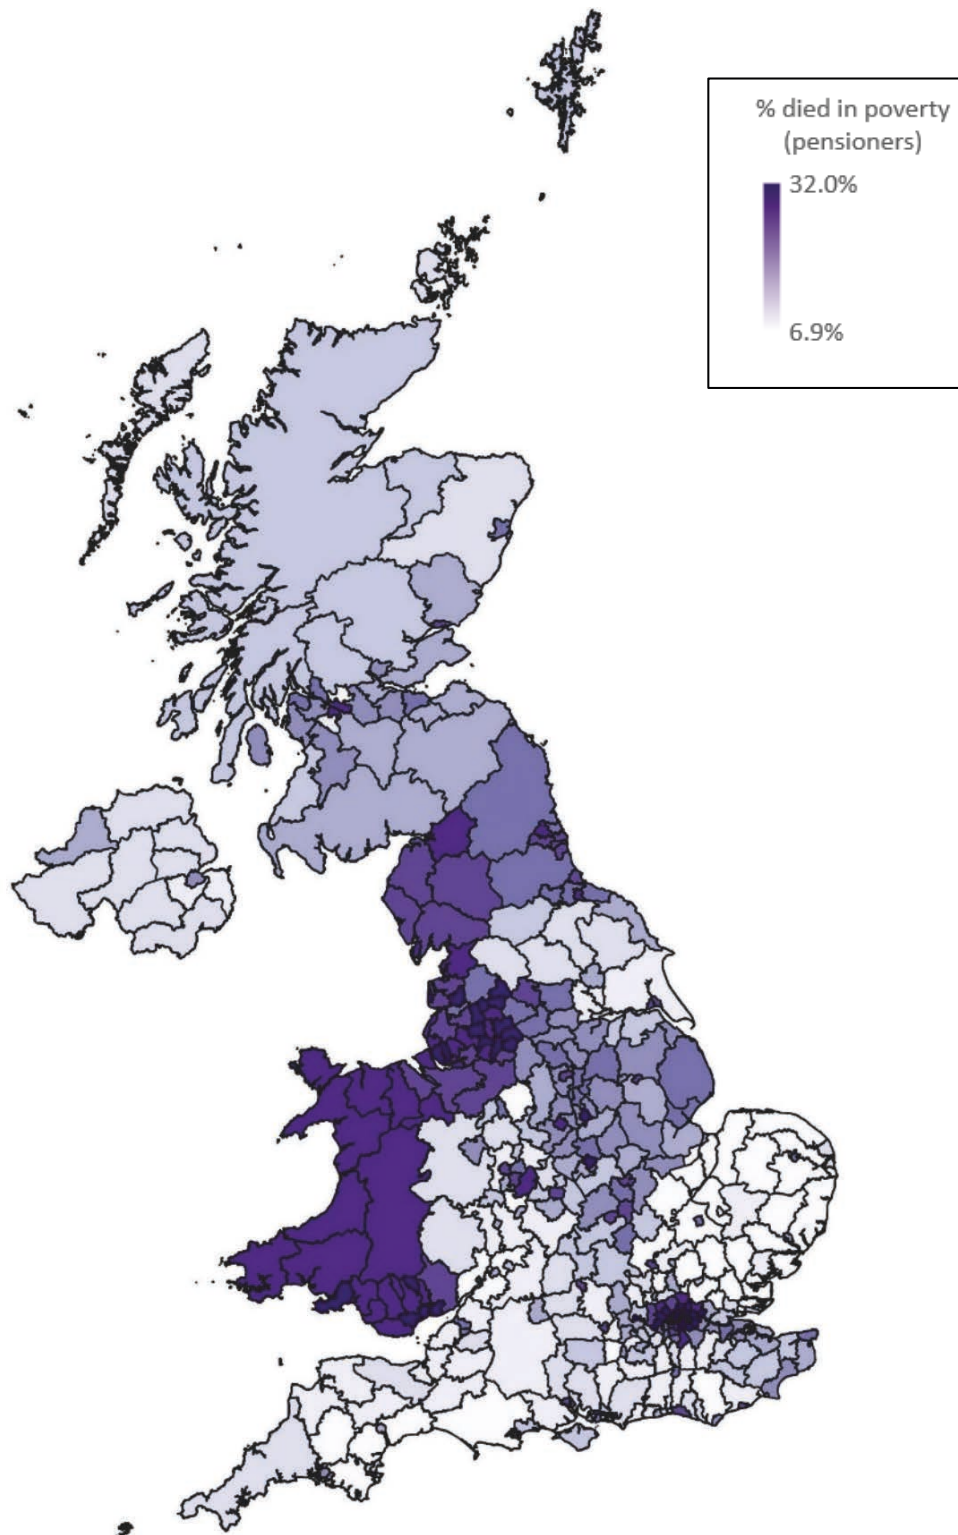 % died in poverty
(pensioners)
32.0%
6.9%